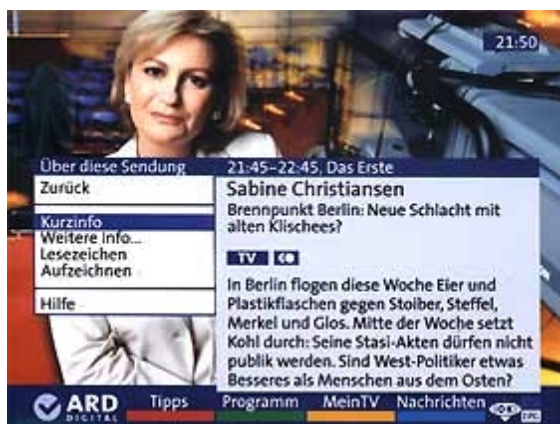 21:50
Über diese Sendung
Zurück
Kurzinfo
Weitere Info...
Lesezeichen
Aufzeichnen
Hilfe
21:45–22:45, Das Erste
Sabine Christiansen
Brennpunkt Berlin: Neue Schlacht mit
alten Klischees?
TV
In Berlin flogen diese Woche Eier und
Plastikflaschen gegen Stoiber, Steffel,
Merkel und Glos. Mitte der Woche setzt
Kohl durch: Seine Stasi-Akten dürfen nicht
publik werden. Sind West-Politiker etwas
Besseres als Menschen aus dem Osten?
ARD
DIGITAL
Tipps
Programm
MeinTV
Nachrichten
OK
EPG